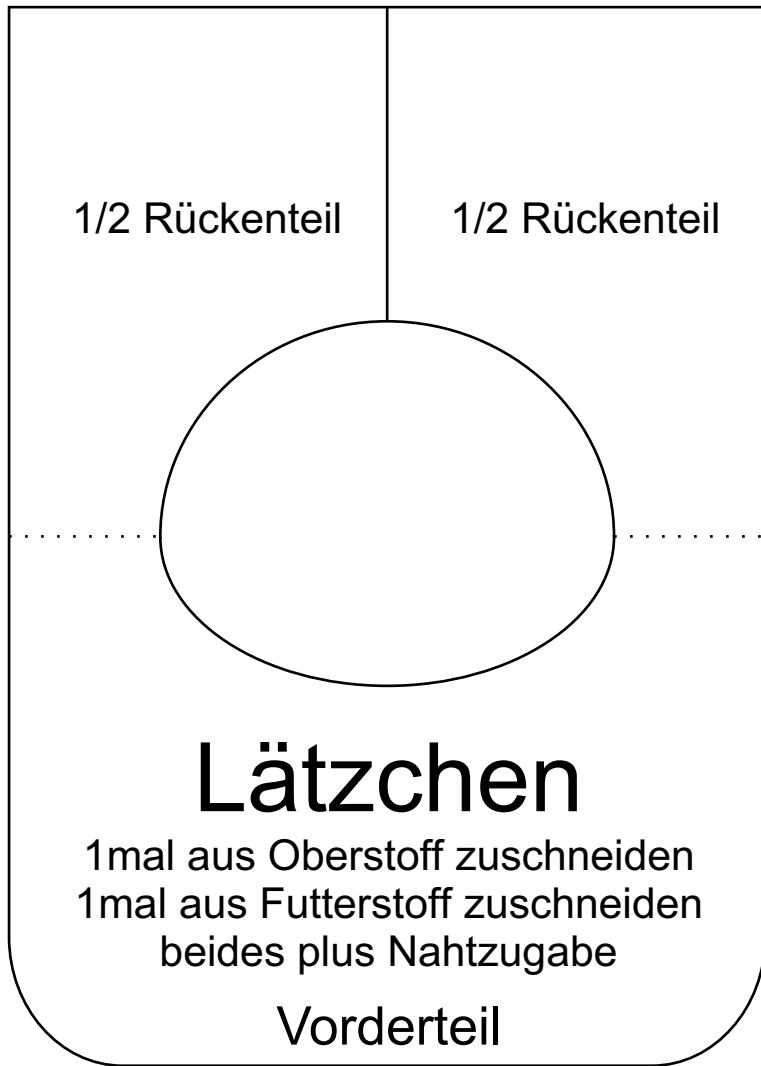 1/2 Rückenteil
1/2 Rückenteil
Lätzchen
1mal aus Oberstoff zuschneiden
1mal aus Futterstoff zuschneiden
beides plus Nahtzugabe
Vorderteil